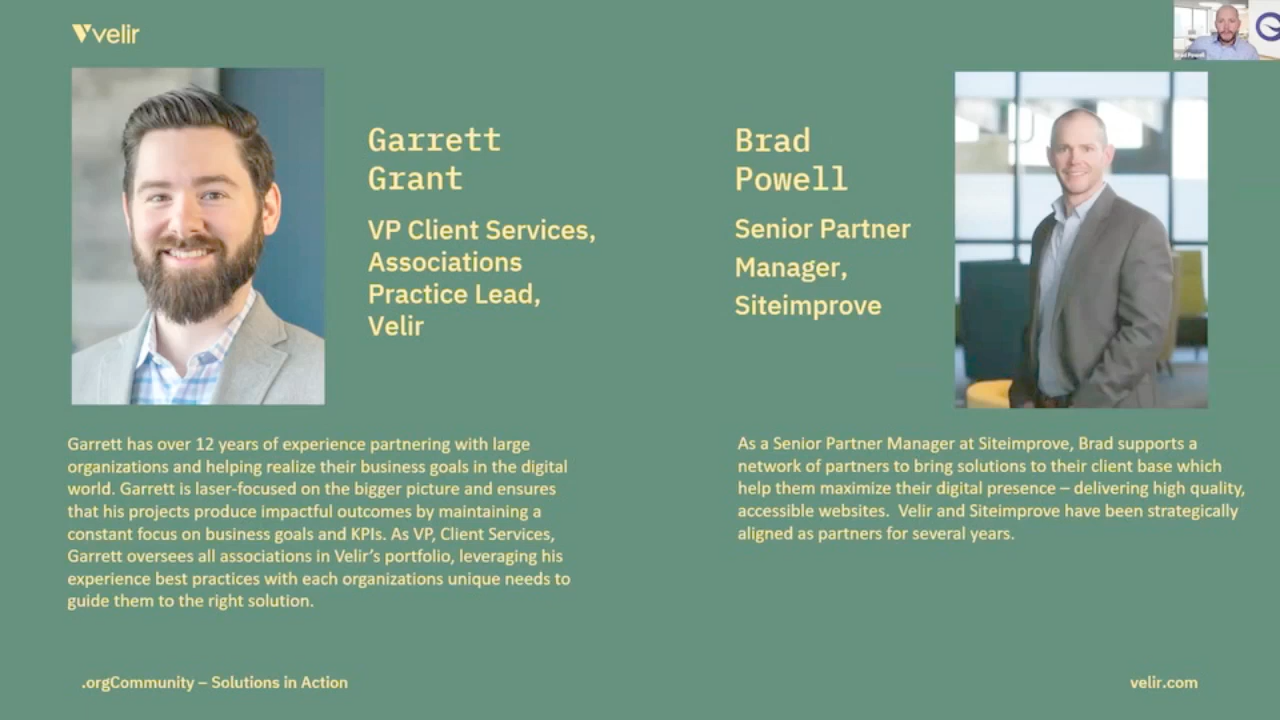 velir
Brad Powell
Garrett
Grant
VP Client Services,
Associations
Practice Lead,
Velir
Brad
Powell
Senior Partner
Manager,
Siteimprove
Garrett has over 12 years of experience partnering with large
organizations and helping realize their business goals in the digital
world. Garrett is laser-focused on the bigger picture and ensures
that his projects produce impactful outcomes by maintaining a
constant focus on business goals and KPIs. As VP, Client Services,
Garrett oversees all associations in Velir’s portfolio, leveraging his
experience best practices with each organizations unique needs to
guide them to the right solution.
As a Senior Partner Manager at Siteimprove, Brad supports a
network of partners to bring solutions to their client base which
help them maximize their digital presence – delivering high quality,
accessible websites.  Velir and Siteimprove have been strategically
aligned as partners for several years.
.orgCommunity – Solutions in Action
velir.com